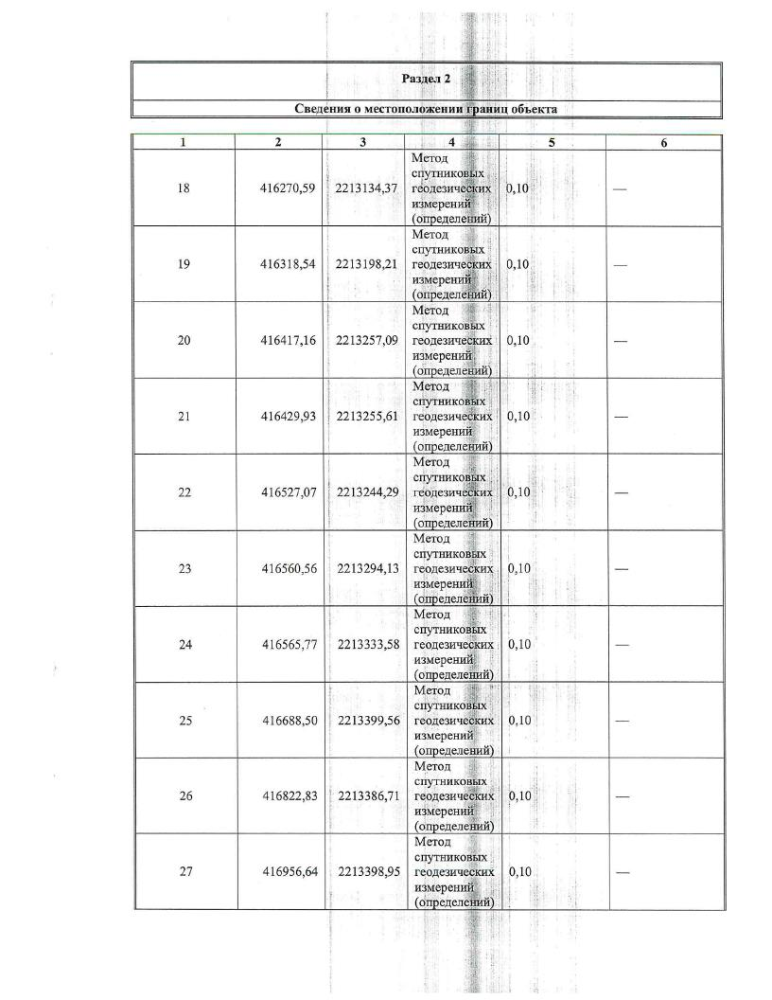 Раздел 2
Сведения о местоположении границ объекта
1 2 3 4 5 6
Метод
спутниковых
18 416270,59 2213134,37 геодезических 0,10 —
измерений
(определений)
Метод
спутниковых
19 416318,54 2213198,21 геодезических 0,10 —
измерений
(определений)
Метод
спутниковых
20 416417,16 2213257,09 геодезических 0,10 —
измерений
(определений)
Метод
спутниковых
21 416429,93 2213255,61 геодезических 0,10 —
измерений
(определений)
Метод
спутниковых
22 416527,07 2213244,29 геодезических 0,10 —
измерений
(определений)
Метод
спутниковых
23 416560,56 2213294,13 геодезических 0,10 —
измерений
(определений)
Метод
спутниковых
24 416565,77 2213333,58 геодезических 0,10 —
измерений
(определений)
Метод
спутниковых
25 416688,50 2213399,56 геодезических 0,10 —
измерений
(определений)
Метод
спутниковых
26 416822,83 2213386,71 геодезических 0,10 —
измерений
(определений)
Метод
спутниковых
27 416956,64 2213398,95 геодезических 0,10 —
измерений
(определений)